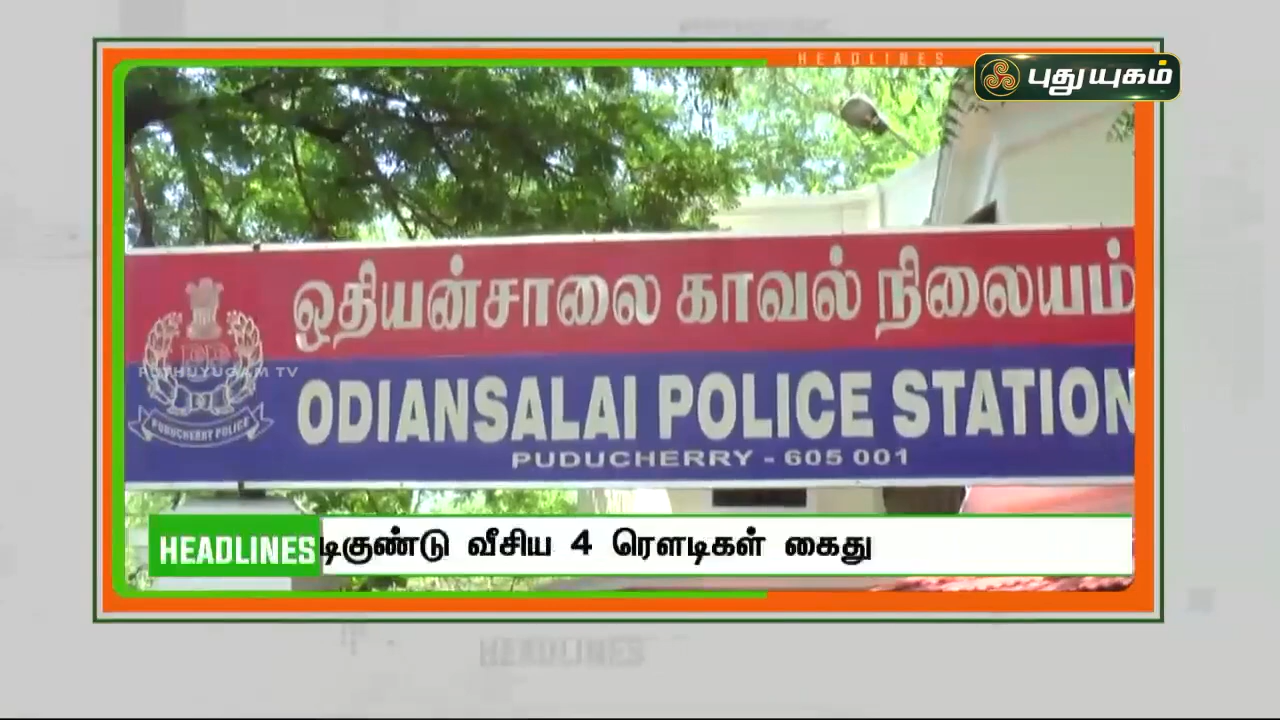 HEADLINES
புதுயுகம்
ஒதியன்சாலை காவல் நிலையம்
PUTHUYUGAM TV
ODIANSALAI POLICE STATION
PUDUCHERRY POLICE
PUDUCHERRY - 605 001
HEADLINES டிகுண்டு வீசிய 4 ரௌடிகள் கைது
HEADLINES